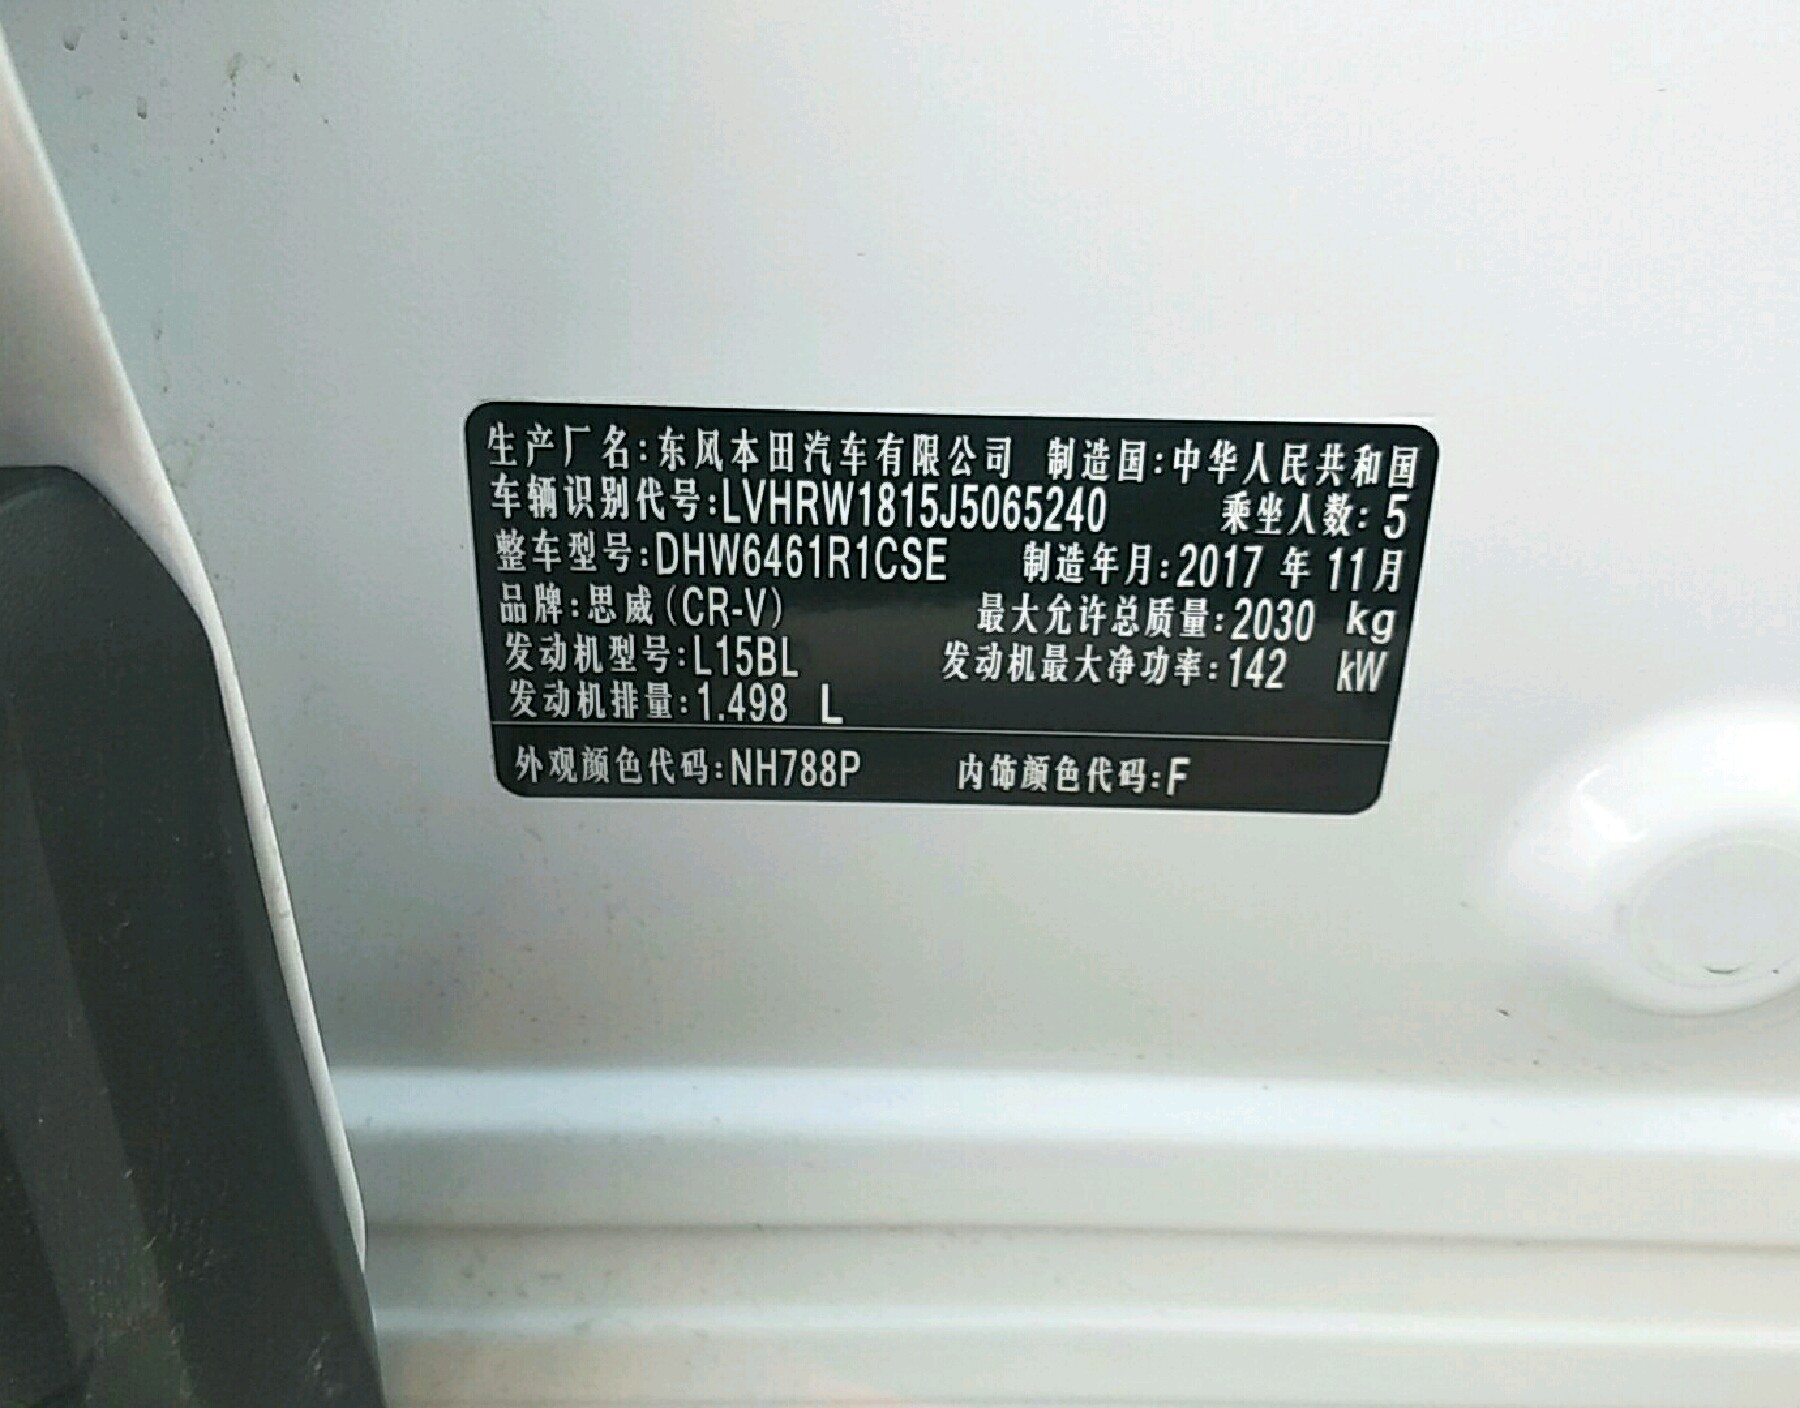 生产厂名:东风本田汽车有限公司 制造国:中华人民共和国
车辆识别代号:LVHRW1815J5065240 乘坐人数:5
整车型号:DHW6461R1CSE 制造年月:2017 年 11月
品牌:思威(CR-V) 最大允许总质量:2030 kg
发动机型号:L15BL 发动机最大净功率:142 kW
发动机排量:1.498 L
外观颜色代码:NH788P 内饰颜色代码:F